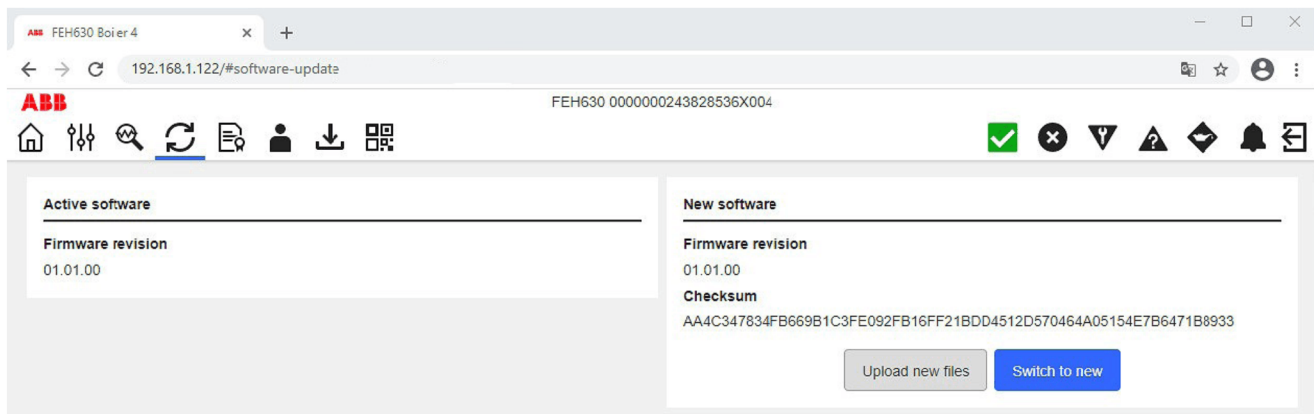 ABB FEH630 Boiler 4
192.168.1.122/#software-update
ABB
FEH630 0000000243828536X004
Active software
New software
Firmware revision
Firmware revision
01.01.00
01.01.00
Checksum
AA4C347834FB669B1C3FE092FB16FF21BDD4512D570464A05154E7B6471B8933
Upload new files
Switch to new